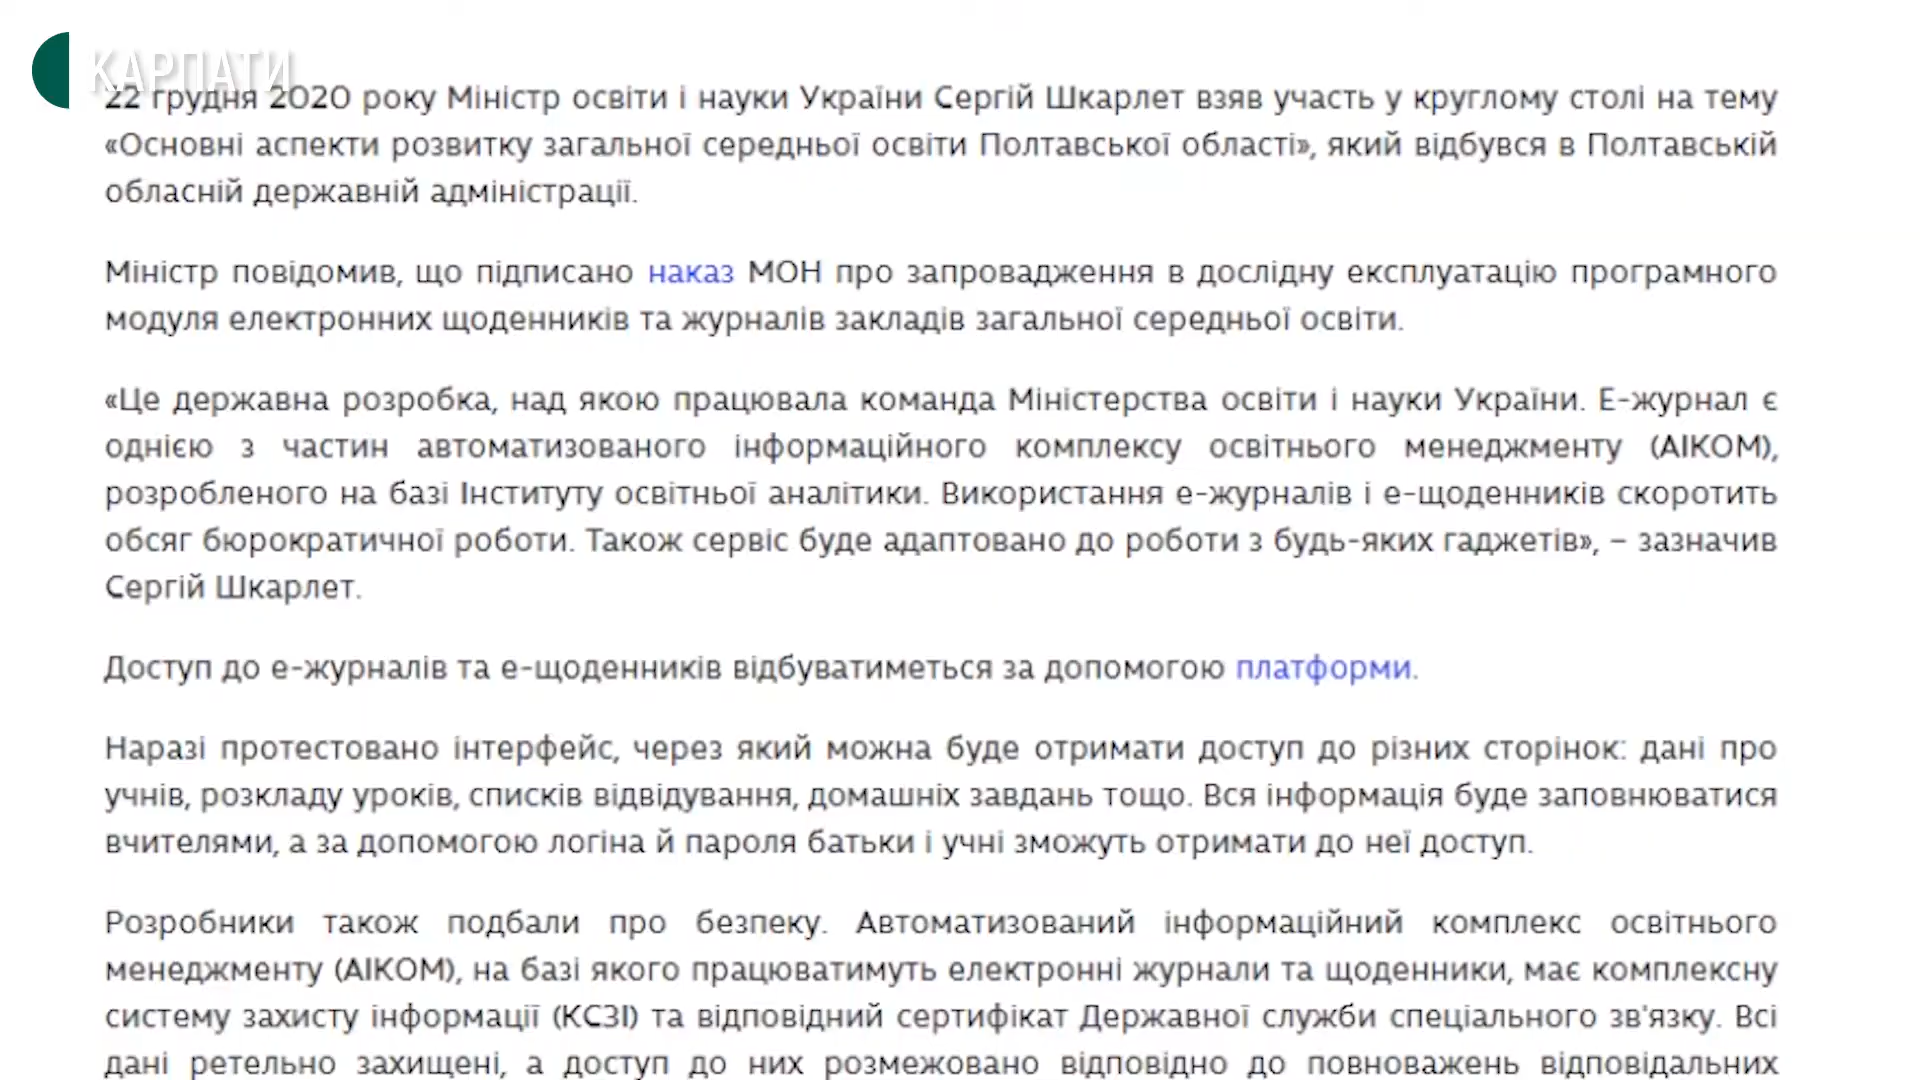 КАРПАТИ
22 грудня 2020 року Міністр освіти і науки України Сергій Шкарлет взяв участь у круглому столі на тему
«Основні аспекти розвитку загальної середньої освіти Полтавської області», який відбувся в Полтавській
обласній державній адміністрації.
Міністр повідомив, що підписано наказ МОН про запровадження в дослідну експлуатацію програмного
модуля електронних щоденників та журналів закладів загальної середньої освіти.
«Це державна розробка, над якою працювала команда Міністерства освіти і науки України. Е-журнал є
однією з частин автоматизованого інформаційного комплексу освітнього менеджменту (АІКОМ),
розробленого на базі Інституту освітньої аналітики. Використання е-журналів і е-щоденників скоротить
обсяг бюрократичної роботи. Також сервіс буде адаптовано до роботи з будь-яких гаджетів», – зазначив
Сергій Шкарлет.
Доступ до е-журналів та е-щоденників відбуватиметься за допомогою платформи.
Наразі протестовано інтерфейс, через який можна буде отримати доступ до різних сторінок: дані про
учнів, розкладу уроків, списків відвідування, домашніх завдань тощо. Вся інформація буде заповнюватися
вчителями, а за допомогою логіна й пароля батьки і учні зможуть отримати до неї доступ.
Розробники також подбали про безпеку. Автоматизований інформаційний комплекс освітнього
менеджменту (АІКОМ), на базі якого працюватимуть електронні журнали та щоденники, має комплексну
систему захисту інформації (КСЗІ) та відповідний сертифікат Державної служби спеціального зв'язку. Всі
дані ретельно захищені, а доступ до них розмежовано відповідно до повноважень відповідальних